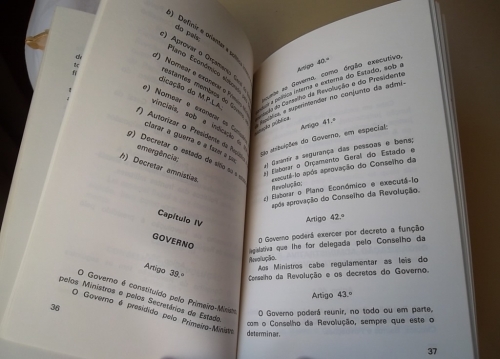 b) Definir e orientar a política
do país;
c) Aprovar o Orçamento Geral
Plano Económico
d) Nomear e exonerar o
restantes membros do Governo
dicação do M.P.L.A.
e) Nomear e exonerar os
vinciais, sob a indicação do
f) Autorizar o Presidente da República
clarar a guerra e a fazer a paz;
g) Decretar o estado de sítio ou o
emergência;
h) Decretar amnistias.
Capítulo IV
GOVERNO
Artigo 39.º
O Governo é constituído pelo Primeiro-Ministro,
pelos Ministros e pelos Secretários de Estado.
O Governo é presidido pelo Primeiro-Ministro.
36
Artigo 40.º
ao Governo, como órgão executivo,
a política interna e externa do Estado, sob a
do Conselho da Revolução e do Presidente
República, e superintender no conjunto da admi-
pública.
Artigo 41.º
São atribuições do Governo, em especial:
a) Garantir a segurança das pessoas e bens;
b) Elaborar o Orçamento Geral do Estado e
executá-lo após aprovação do Conselho da
Revolução;
c) Elaborar o Plano Económico e executá-lo
após aprovação do Conselho da Revolução.
Artigo 42.º
O Governo poderá exercer por decreto a função
legislativa que lhe for delegada pelo Conselho da
Revolução.
Aos Ministros cabe regulamentar as leis do
Conselho da Revolução e os decretos do Governo.
Artigo 43.º
O Governo poderá reunir, no todo ou em parte,
com o Conselho da Revolução, sempre que este o
determinar.
37